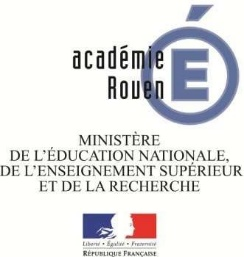 académie
Rouen
É
MINISTÈRE
DE L'ÉDUCATION NATIONALE,
DE L'ENSEIGNEMENT SUPÉRIEUR
ET DE LA RECHERCHE
Liberté • Égalité • Fraternité
RÉPUBLIQUE FRANÇAISE